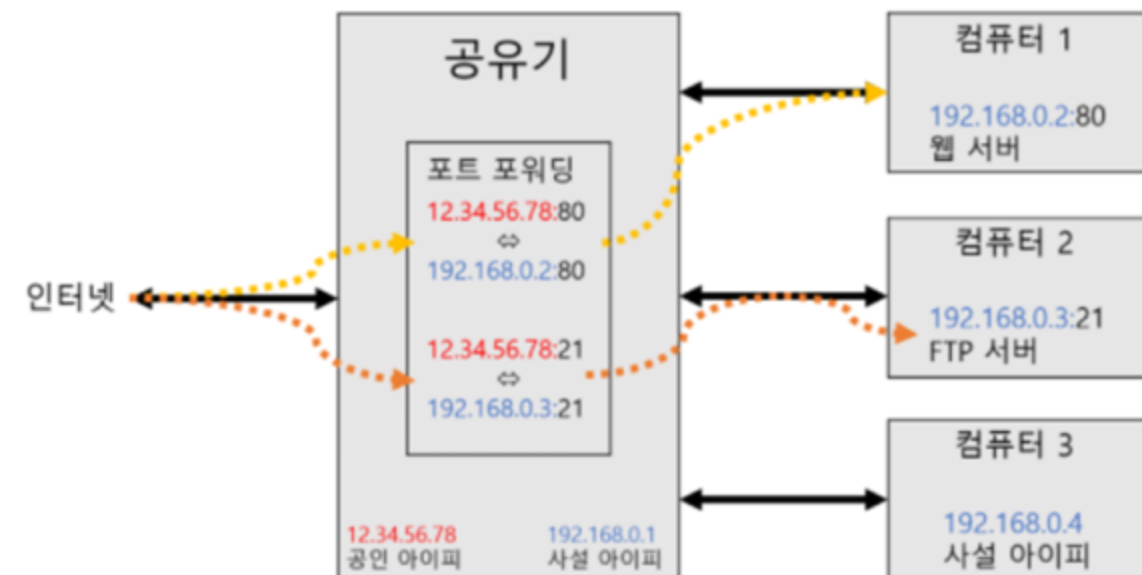 인터넷
공유기
포트 포워딩
12.34.56.78:80
⇔
192.168.0.2:80
12.34.56.78:21
⇔
192.168.0.3:21
12.34.56.78
공인 아이피
192.168.0.1
사설 아이피
컴퓨터 1
192.168.0.2:80
웹 서버
컴퓨터 2
192.168.0.3:21
FTP 서버
컴퓨터 3
192.168.0.4
사설 아이피